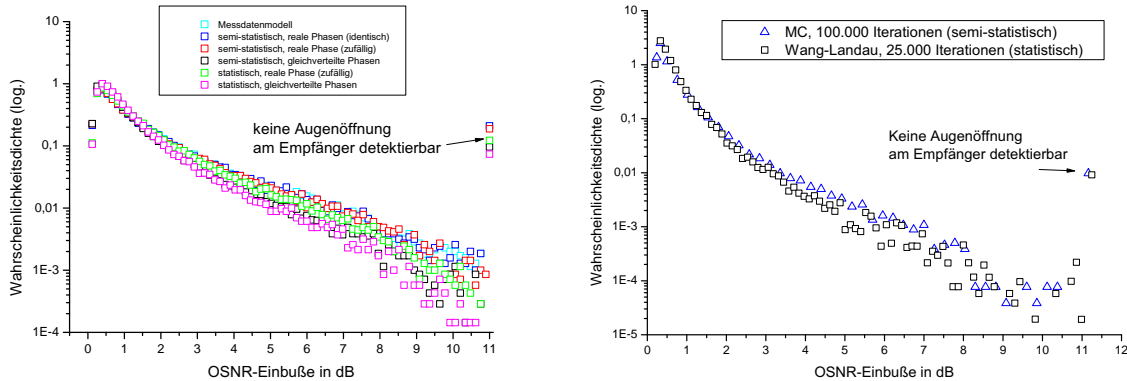 Messdatenmodell
semi-statistisch, reale Phasen (identisch)
semi-statistisch, reale Phase (zufällig)
semi-statistisch, gleichverteilte Phasen
statistisch, reale Phase (zufällig)
statistisch, gleichverteilte Phasen
keine Augenöffnung
am Empfänger detektierbar
Wahrscheinlichkeitsdichte (log.)
10
1
0,1
0,01
1E-3
1E-4
0 1 2 3 4 5 6 7 8 9 10 11
OSNR-Einbuße in dB
MC, 100.000 Iterationen (semi-statistisch)
Wang-Landau, 25.000 Iterationen (statistisch)
Keine Augenöffnung
am Empfänger detektierbar
Wahrscheinlichkeitsdichte (log.)
10
1
0,1
0,01
1E-3
1E-4
1E-5
0 1 2 3 4 5 6 7 8 9 10 11 12
OSNR-Einbuße in dB